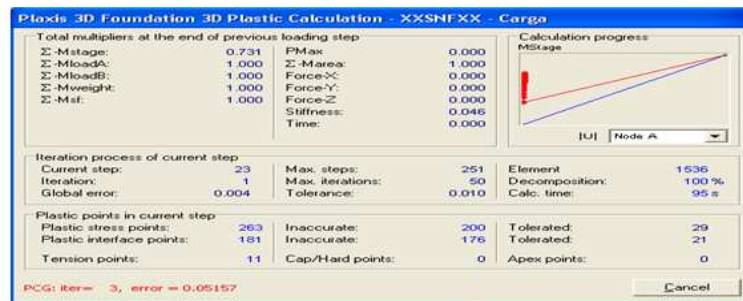 Plaxis 3D Foundation 3D Plastic Calculation - XXSNFXX - Carga
Total multipliers at the end of previous loading step
Σ-Mstage: 0.731 PMax 0.000
Σ-MloadA: 1.000 Σ-Marea: 1.000
Σ-MloadB: 1.000 Force-X: 0.000
Σ-Mweight: 1.000 Force-Y: 0.000
Σ-Msf: 1.000 Force-Z 0.000
Stiffness: 0.046
Time: 0.000
Calculation progress
MStage
|U| Node A
Iteration process of current step
Current step: 23 Max. steps: 251 Element 1536
Iteration: 1 Max. iterations: 50 Decomposition: 100 %
Global error: 0.004 Tolerance: 0.010 Calc. time: 95 s
Plastic points in current step
Plastic stress points: 263 Inaccurate: 200 Tolerated: 29
Plastic interface points: 181 Inaccurate: 176 Tolerated: 21
Tension points: 11 Cap/Hard points: 0 Apex points: 0
PCG: iter= 3, error = 0.05157
Cancel